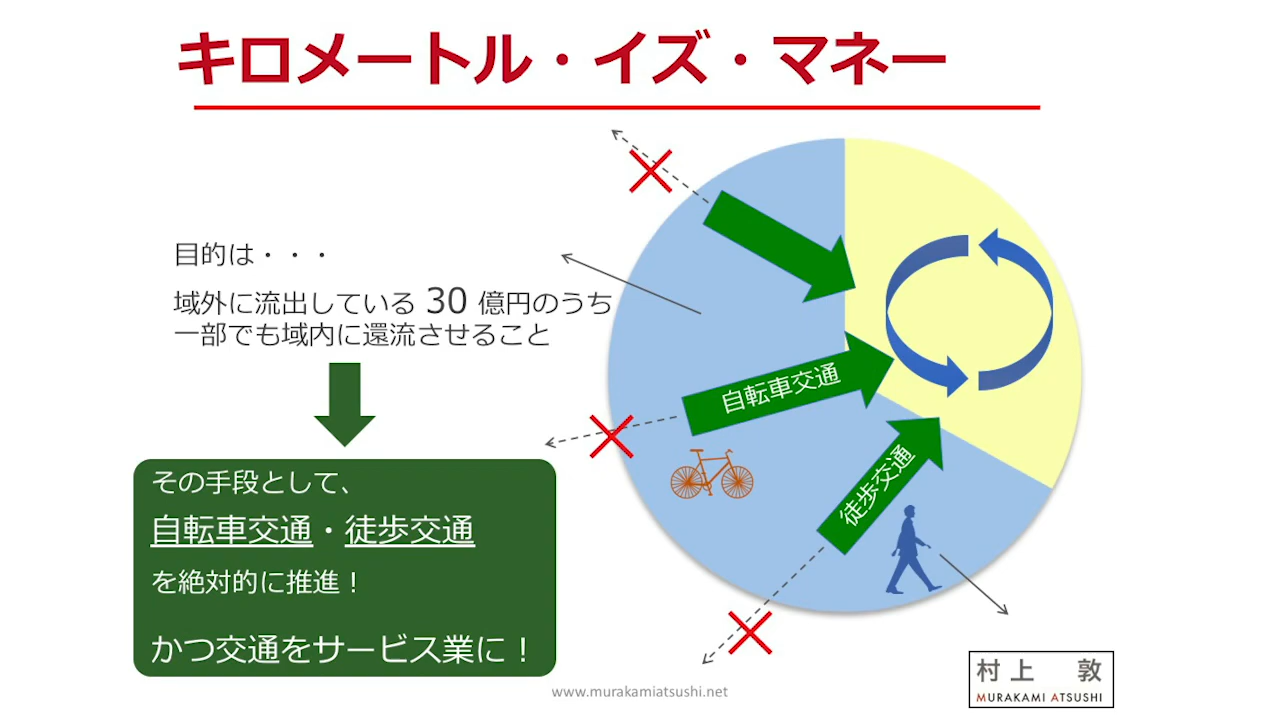 キロメートル・イズ・マネー
目的は・・・
域外に流出している 30 億円のうち
一部でも域内に還流させること
その手段として、
自転車交通・徒歩交通
を絶対的に推進！
かつ交通をサービス業に！
自転車交通
徒歩交通
www.murakamiatsushi.net
村上 敦
MURAKAMI ATSUSHI